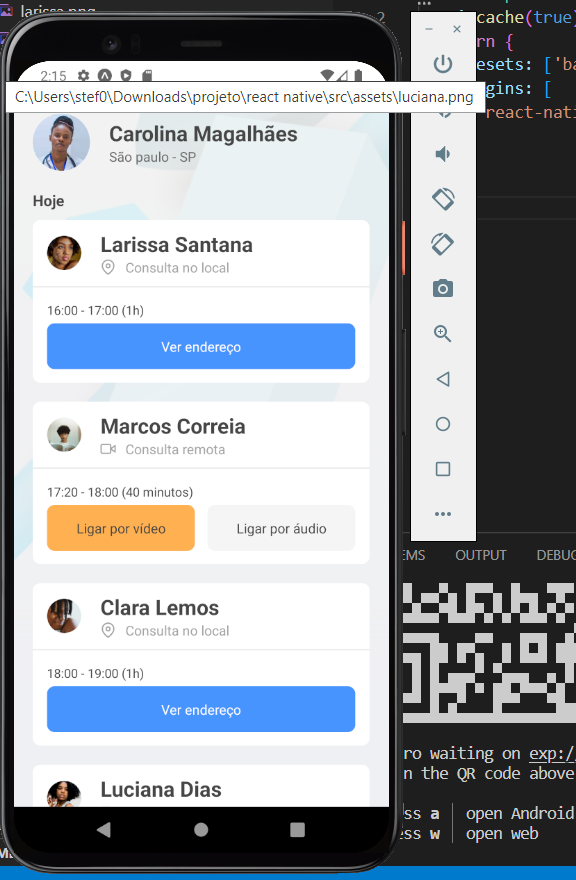 larissa.png
2
cache(true)
rn {
esets: ['ba
gins: [
react-nati
2:15
C:\Users\stef0\Downloads\projeto\react native\src\assets\luciana.png
Carolina Magalhães
São paulo - SP
Hoje
Larissa Santana
Consulta no local
16:00 - 17:00 (1h)
Ver endereço
Marcos Correia
Consulta remota
17:20 - 18:00 (40 minutos)
Ligar por vídeo
Ligar por áudio
Clara Lemos
Consulta no local
18:00 - 19:00 (1h)
Ver endereço
Luciana Dias
EMS OUTPUT DEBUG
ro waiting on exp:/
n the QR code above
ss a | open Android
ess w | open web